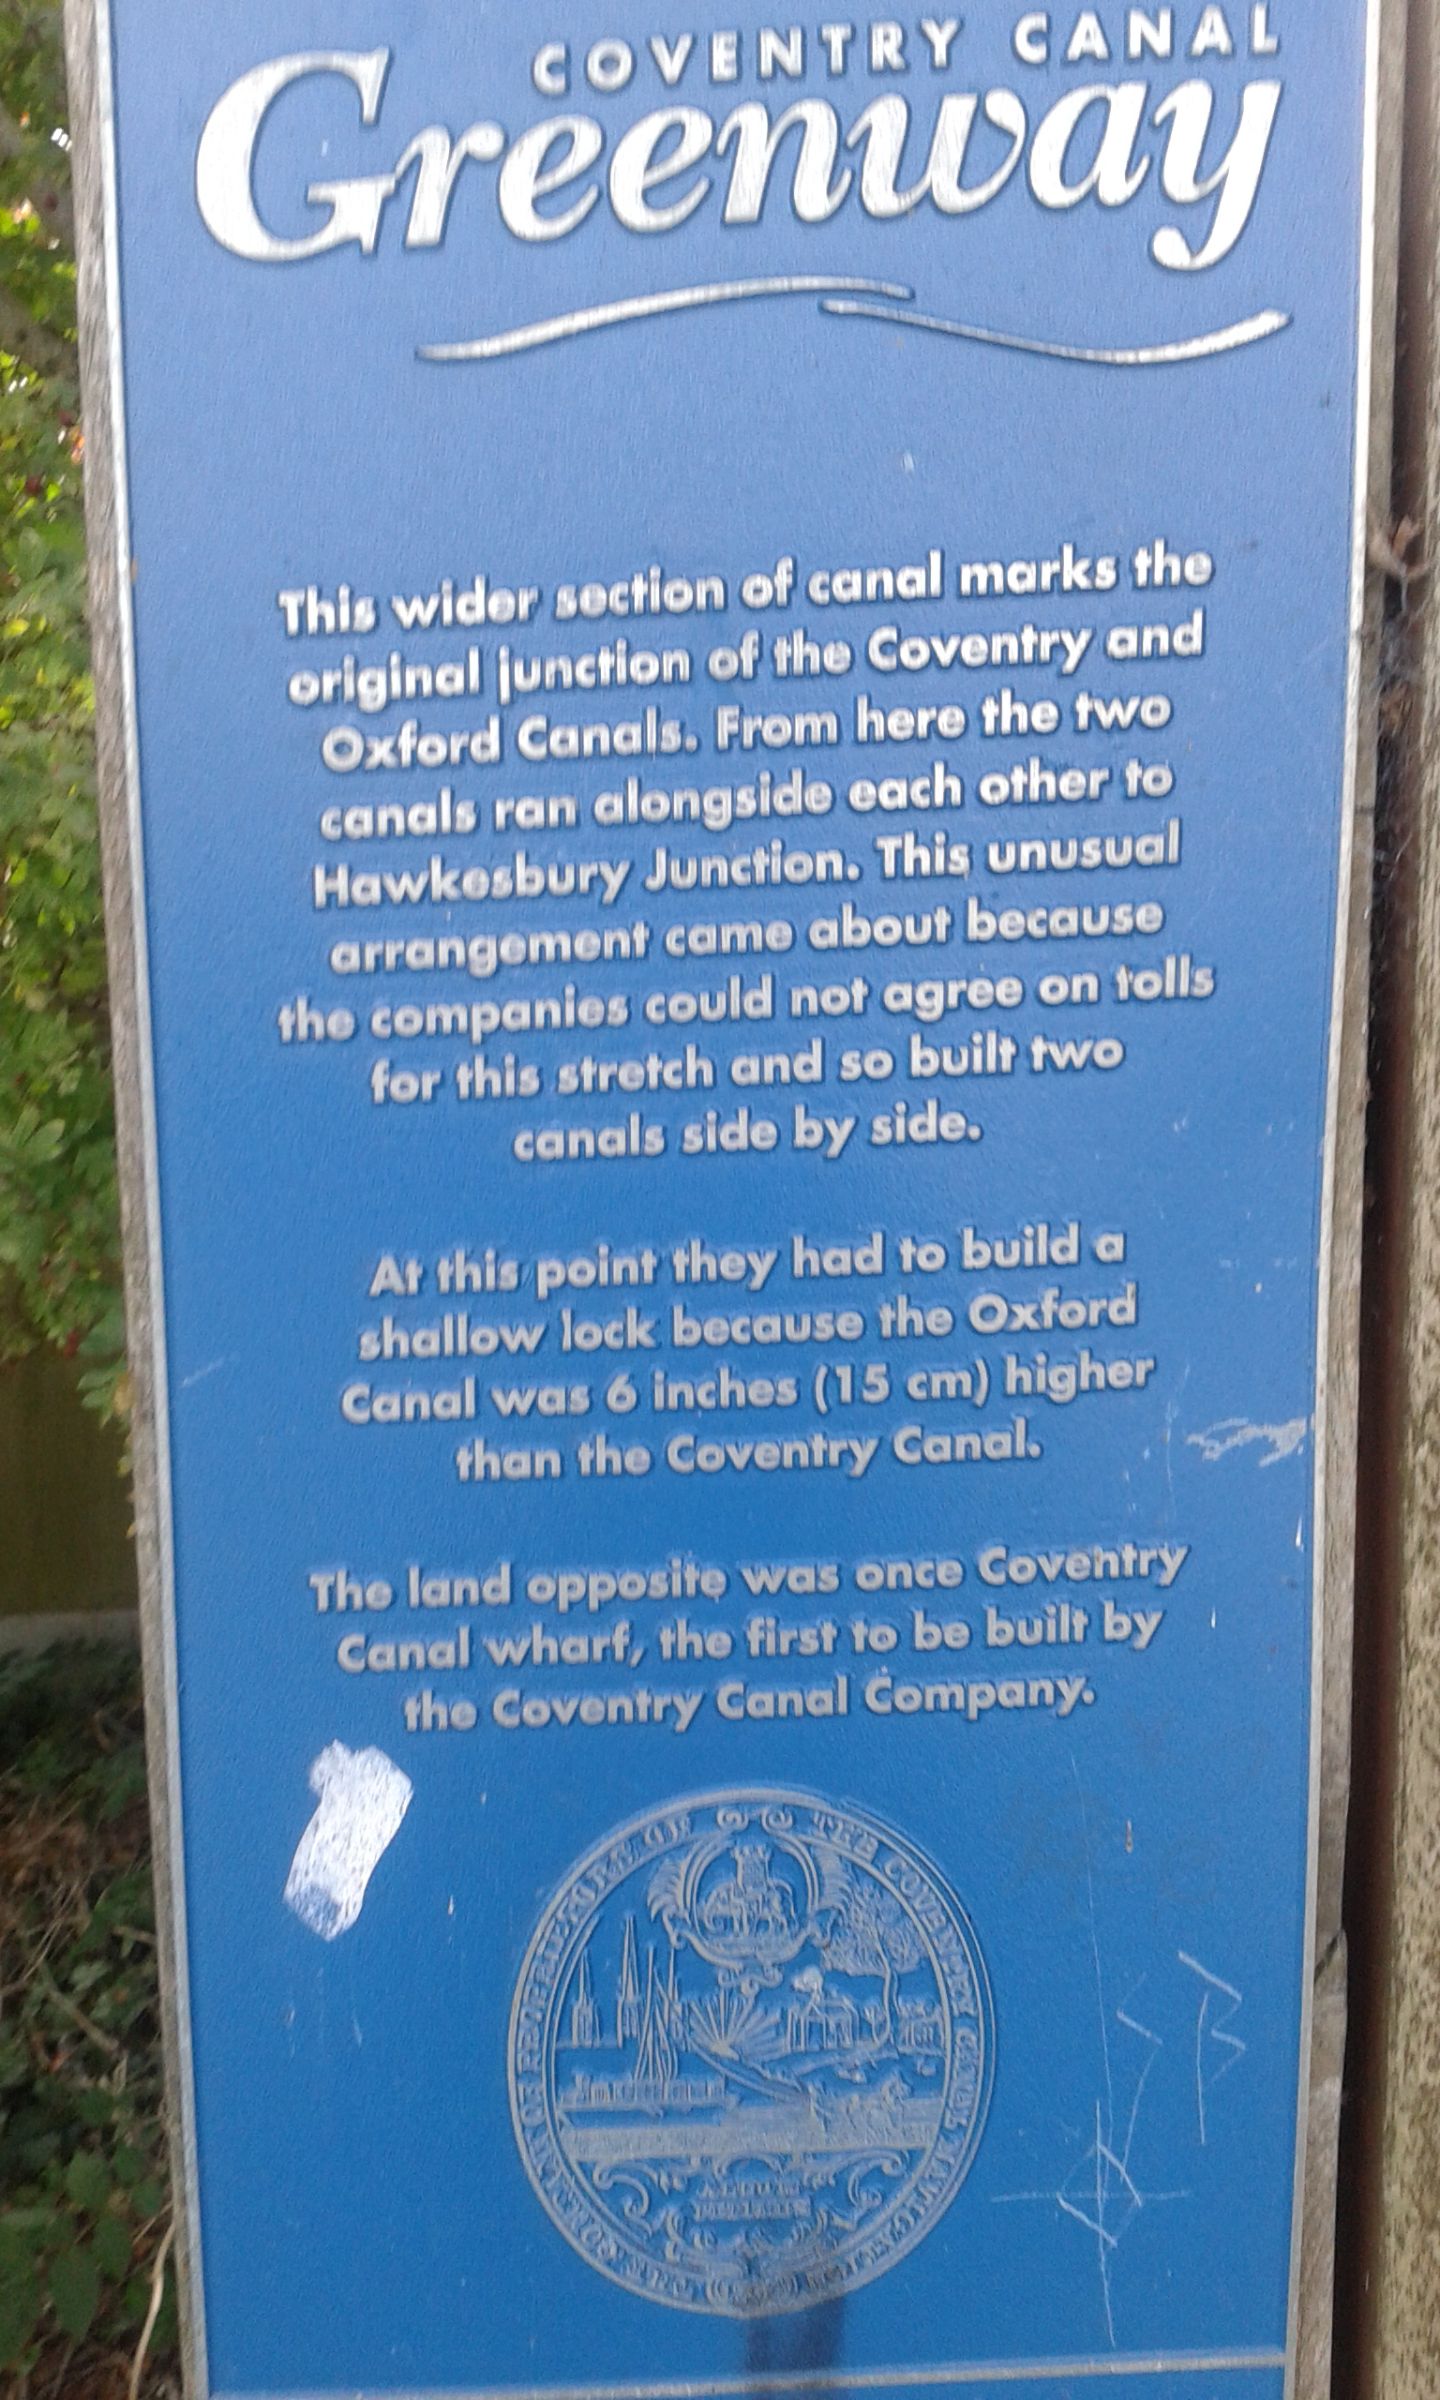 COVENTRY CANAL
Greenway
This wider section of canal marks the
original junction of the Coventry and
Oxford Canals. From here the two
canals ran alongside each other to
Hawkesbury Junction. This unusual
arrangement came about because
the companies could not agree on tolls
for this stretch and so built two
canals side by side.
At this point they had to build a
shallow lock because the Oxford
Canal was 6 inches (15 cm) higher
than the Coventry Canal.
The land opposite was once Coventry
Canal wharf, the first to be built by
the Coventry Canal Company.
OF THE COVENTRY CANAL NAVIGATION